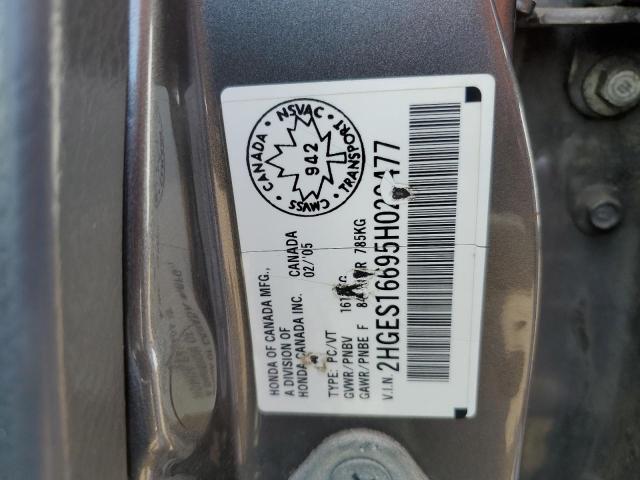 HONDA OF CANADA MFG.,
A DIVISION OF
HONDA CANADA INC.
CANADA
02/'05
TYPE: PC/VT
GVWR/PNBV
GAWR/PNBE F R 785KG
V.I.N.
CANADA • NSVAC • TRANSPORT • CMVSS •
942